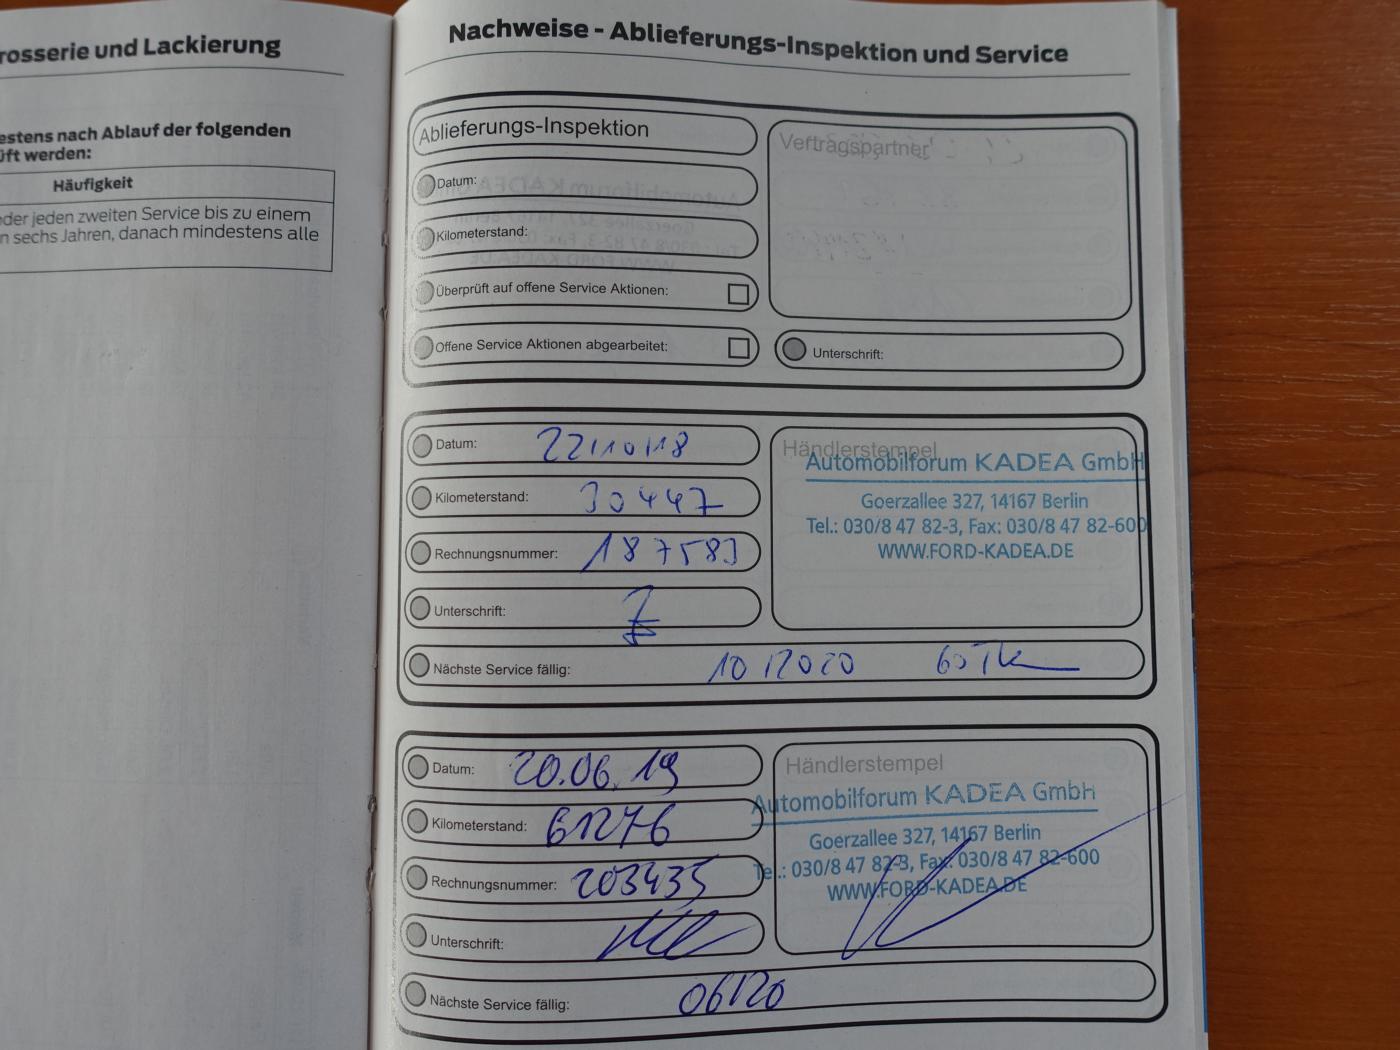 rosserie und Lackierung
estens nach Ablauf der folgenden
üft werden:
Häufigkeit
oder jeden zweiten Service bis zu einem
n sechs Jahren, danach mindestens alle
Nachweise - Ablieferungs-Inspektion und Service
Ablieferungs-Inspektion
Datum:
Kilometerstand:
Überprüft auf offene Service Aktionen:
Offene Service Aktionen abgearbeitet:
Vertragspartner
Unterschrift:
Datum: 22/10/18
Kilometerstand: 30447
Rechnungsnummer: 187583
Unterschrift:
Nächste Service fällig: 10/2020 60Tk
Händlerstempel
Automobilforum KADEA GmbH
Goerzallee 327, 14167 Berlin
Tel.: 030/8 47 82-3, Fax: 030/8 47 82-600
WWW.FORD-KADEA.DE
Datum: 20.06.19
Kilometerstand: 61276
Rechnungsnummer: 203435
Unterschrift:
Nächste Service fällig: 06/20
Händlerstempel
Automobilforum KADEA GmbH
Goerzallee 327, 14167 Berlin
Tel.: 030/8 47 82-3, Fax: 030/8 47 82-600
WWW.FORD-KADEA.DE